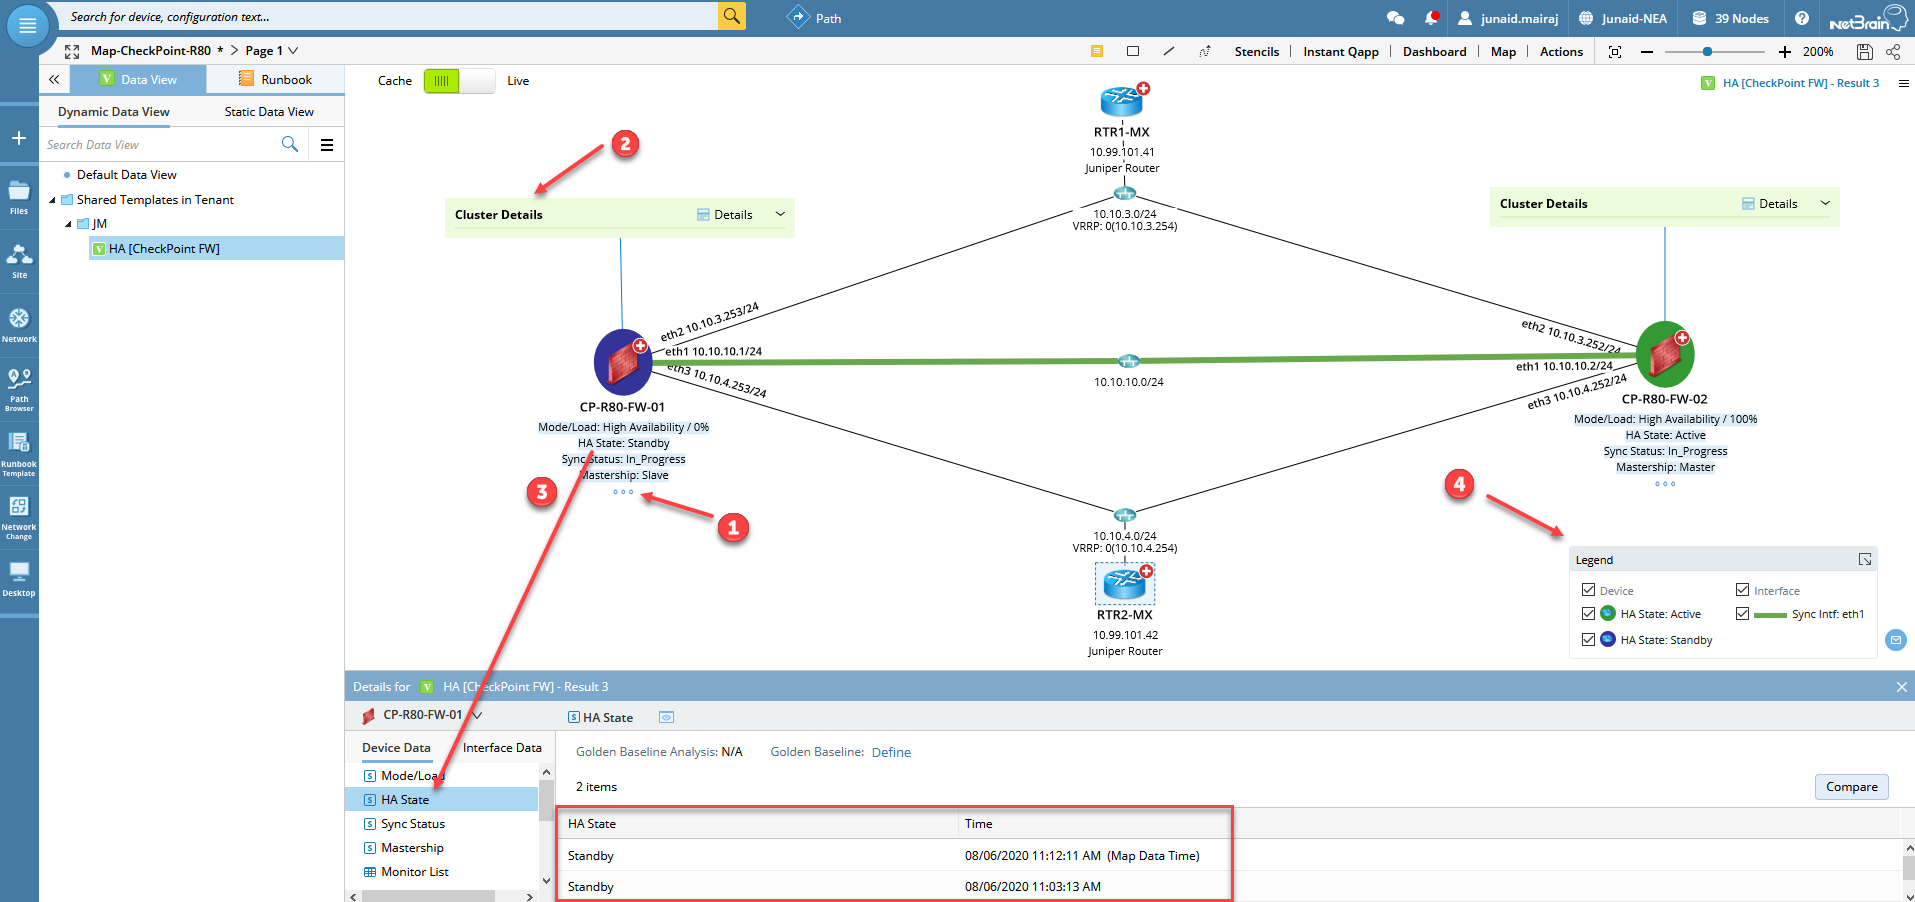 Search for device, configuration text...
Path
junaid.mairaj
Junaid-NEA
39 Nodes
?
NetBrain
Map-CheckPoint-R80 * > Page 1
Stencils | Instant Qapp | Dashboard | Map | Actions
200%
Data View
Runbook
Cache
Live
HA [CheckPoint FW] - Result 3
Dynamic Data View
Static Data View
Search Data View
Default Data View
Shared Templates in Tenant
JM
HA [CheckPoint FW]
Files
Site
Network
Path
Browser
Runbook
Template
Network
Change
Desktop
RTR1-MX
10.99.101.41
Juniper Router
10.10.3.0/24
VRRP: 0(10.10.3.254)
2
Cluster Details
Details
Cluster Details
Details
eth2 10.10.3.253/24
eth1 10.10.10.1/24
eth3 10.10.4.253/24
10.10.10.0/24
eth2 10.10.3.252/24
eth1 10.10.10.2/24
eth3 10.10.4.252/24
CP-R80-FW-01
Mode/Load: High Availability / 0%
HA State: Standby
Sync Status: In_Progress
Mastership: Slave
3
1
CP-R80-FW-02
Mode/Load: High Availability / 100%
HA State: Active
Sync Status: In_Progress
Mastership: Master
4
10.10.4.0/24
VRRP: 0(10.10.4.254)
RTR2-MX
10.99.101.42
Juniper Router
Legend
Device
Interface
HA State: Active
Sync Intf: eth1
HA State: Standby
Details for HA [CheckPoint FW] - Result 3
CP-R80-FW-01
HA State
Device Data
Interface Data
Golden Baseline Analysis: N/A
Golden Baseline: Define
Mode/Load
HA State
Sync Status
Mastership
Monitor List
2 items
Compare
HA State
Time
Standby
08/06/2020 11:12:11 AM (Map Data Time)
Standby
08/06/2020 11:03:13 AM